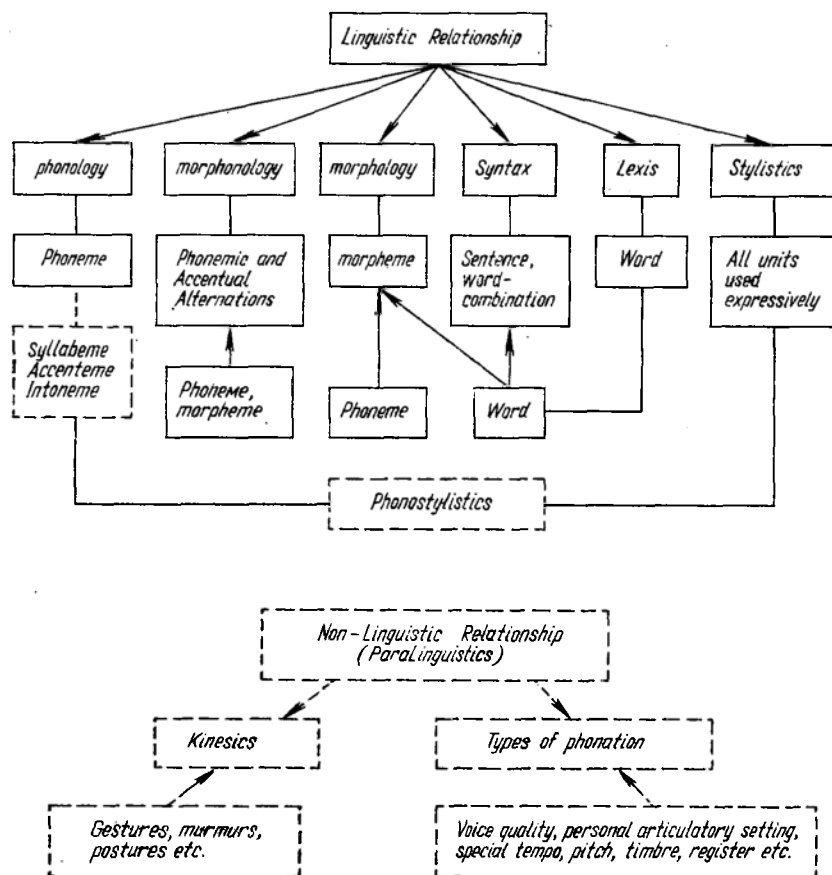 Linguistic Relationship
phonology
morphonology
morphology
Syntax
Lexis
Stylistics
Phoneme
Phonemic and
Accentual
Alternations
morpheme
Sentence,
word-
combination
Word
All units
used
expressively
Syllabeme
Accenteme
Intoneme
Phoneme,
morpheme
Phoneme
Word
Phonostylistics
Non-Linguistic Relationship
(ParaLinguistics)
Kinesics
Types of phonation
Gestures, murmurs,
postures etc.
Voice quality, personal articulatory setting,
special tempo, pitch, timbre, register etc.